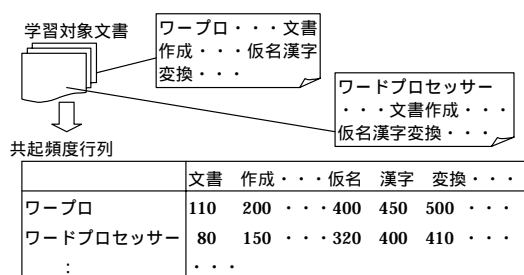 学習対象文書
ワープロ・・・文書
作成・・・仮名漢字
変換・・・
ワードプロセッサー
・・・文書作成・・・
仮名漢字変換・・・
共起頻度行列
文書 作成・・・仮名 漢字 変換・・・
ワープロ 110 200 ・・・400 450 500 ・・・
ワードプロセッサー 80 150 ・・・320 400 410 ・・・
: ・・・